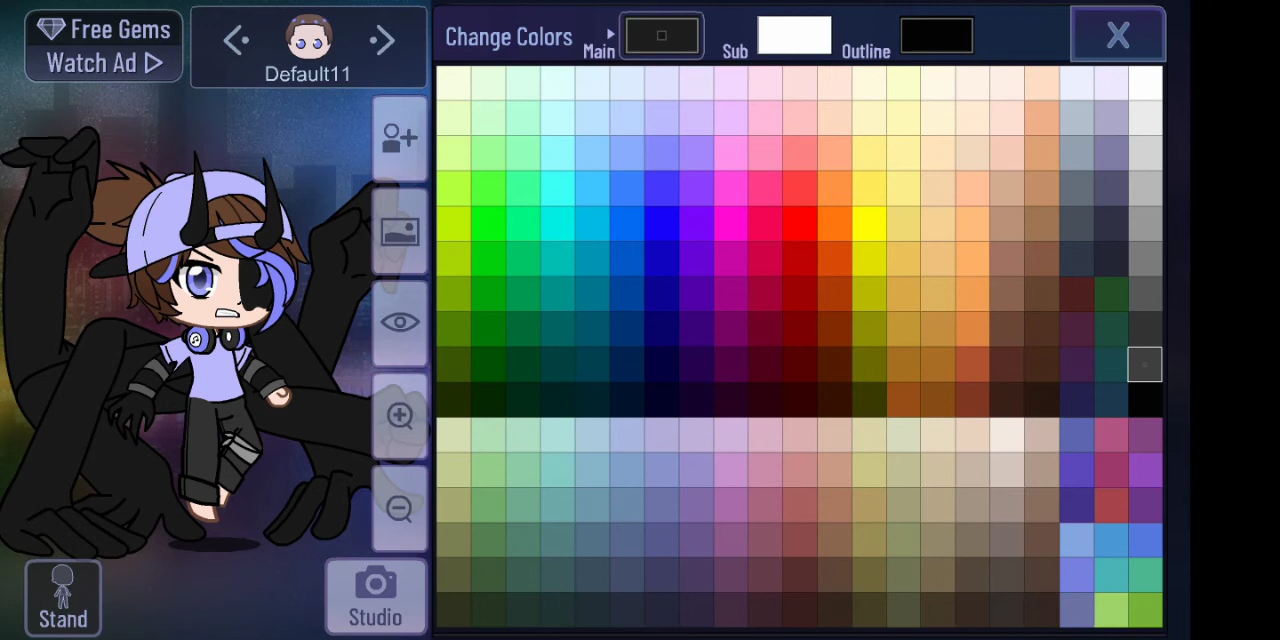 Free Gems
Watch Ad
Default11
Change Colors
Main
Sub
Outline
X
Stand
Studio